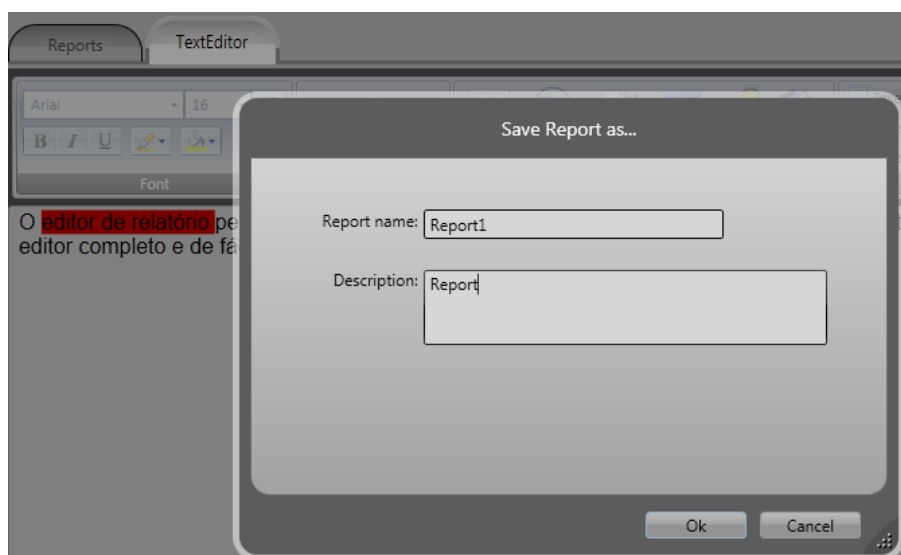 Reports TextEditor
Arial 16
B I U
Font
Save Report as...
O editor de relatório pe
editor completo e de fá
Report name: Report1
Description: Report
Ok Cancel